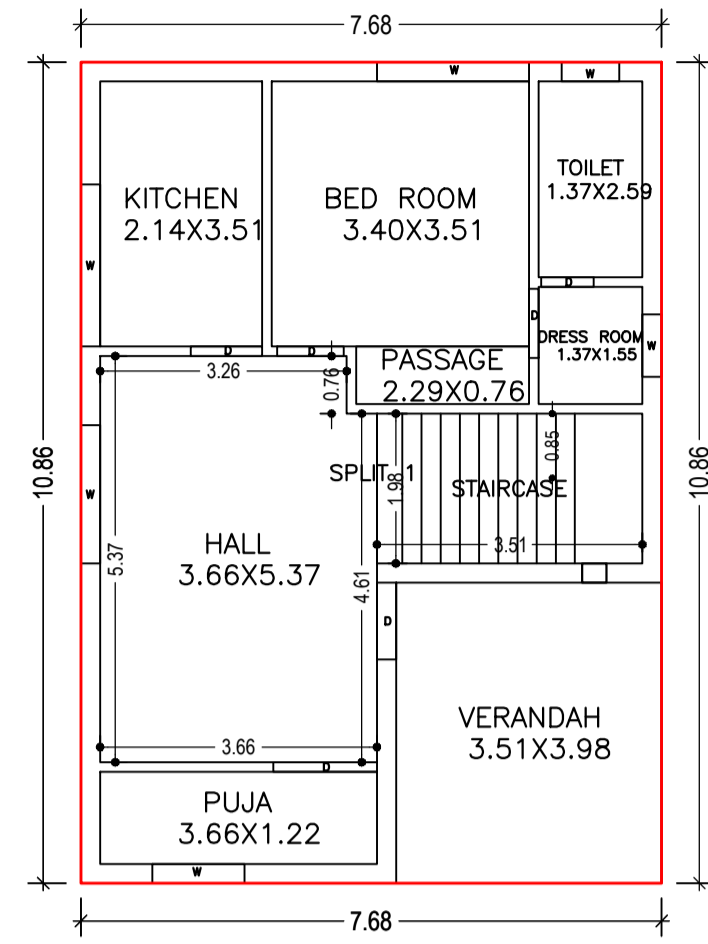 7.68
W
W
KITCHEN
2.14X3.51
BED ROOM
3.40X3.51
TOILET
1.37X2.59
W
D
D
DRESS ROOM
1.37X1.55
W
D
D
3.26
0.76
PASSAGE
2.29X0.76
10.86
10.86
W
SPLIT 1
1.98
STAIRCASE
0.85
3.51
HALL
3.66X5.37
5.37
4.61
D
VERANDAH
3.51X3.98
3.66
D
PUJA
3.66X1.22
W
7.68